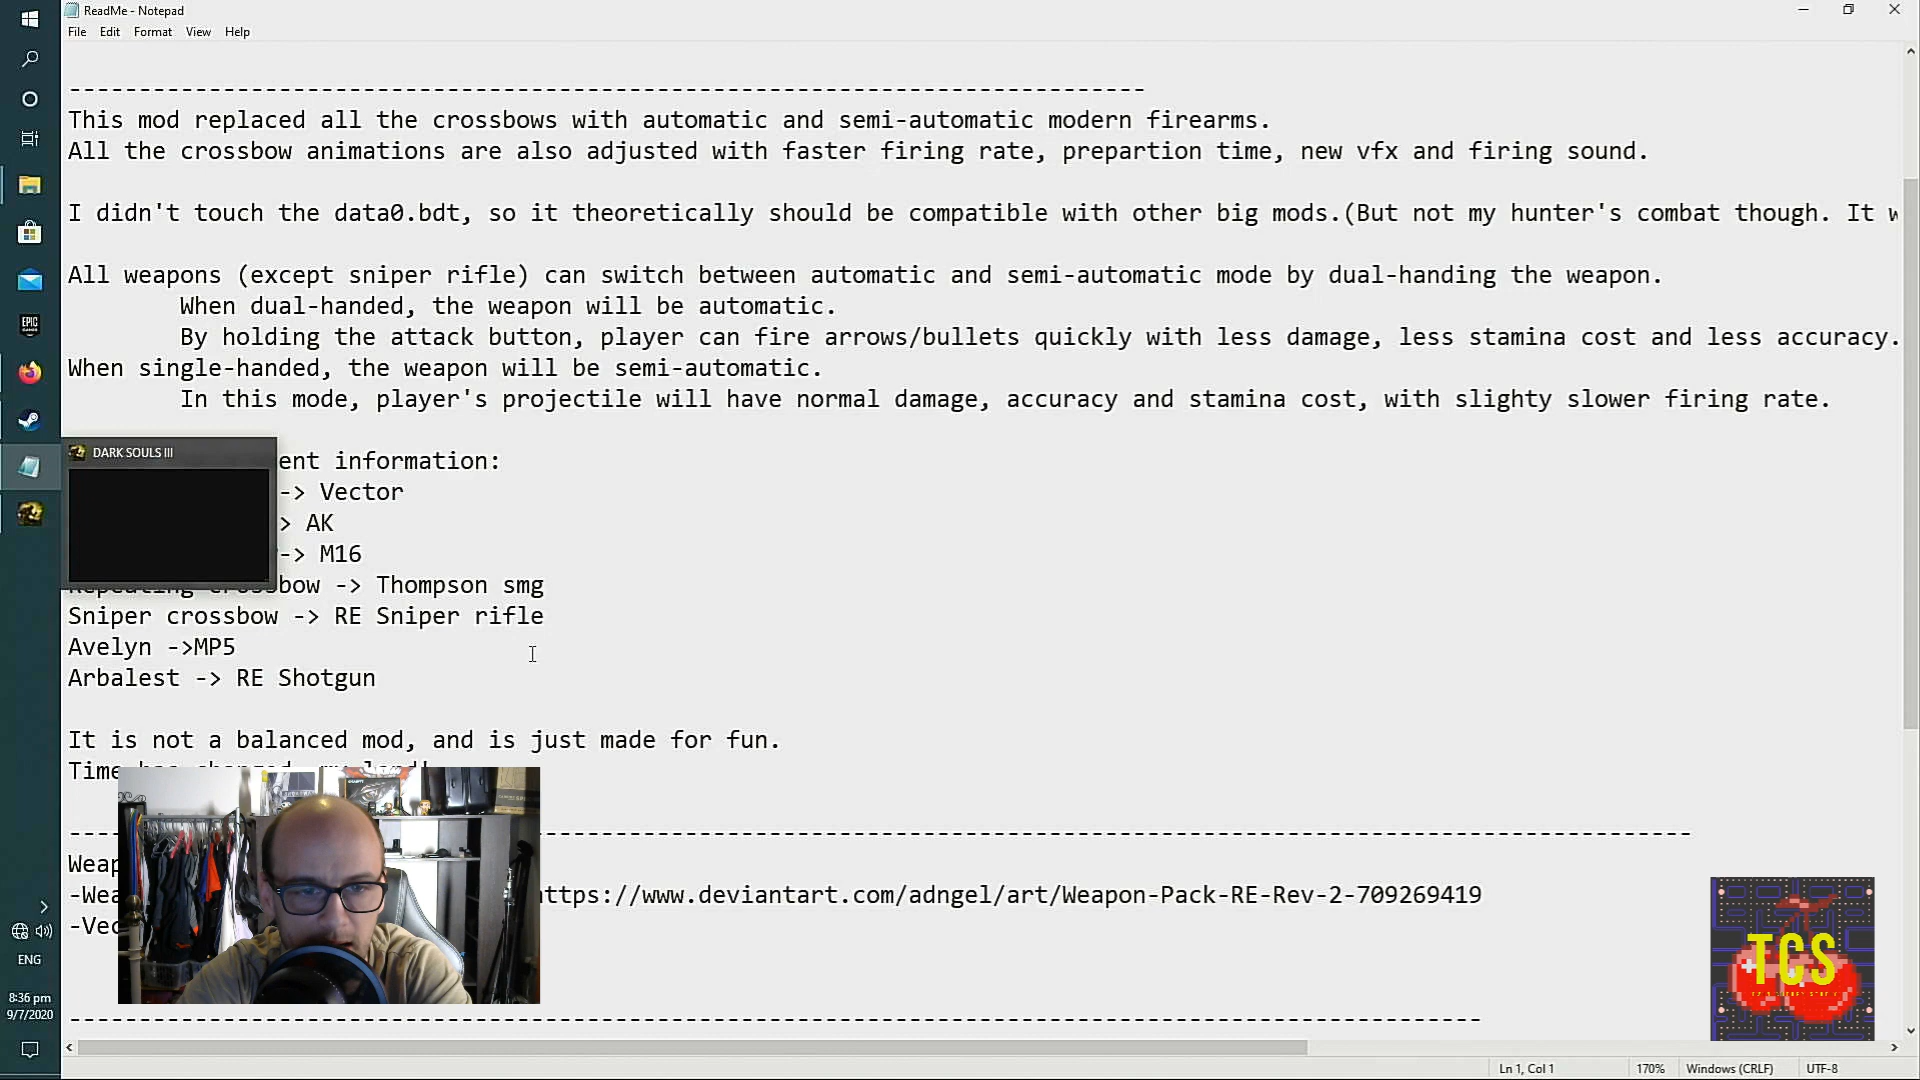 ReadMe - Notepad
File Edit Format View Help
--------------------------------------------------------------------------------
This mod replaced all the crossbows with automatic and semi-automatic modern firearms.
All the crossbow animations are also adjusted with faster firing rate, prepartion time, new vfx and firing sound.
I didn't touch the data0.bdt, so it theoretically should be compatible with other big mods.(But not my hunter's combat though. It w
All weapons (except sniper rifle) can switch between automatic and semi-automatic mode by dual-handing the weapon.
When dual-handed, the weapon will be automatic.
By holding the attack button, player can fire arrows/bullets quickly with less damage, less stamina cost and less accuracy.
When single-handed, the weapon will be semi-automatic.
In this mode, player's projectile will have normal damage, accuracy and stamina cost, with slighty slower firing rate.
DARK SOULS III
ent information:
-> Vector
> AK
-> M16
Repeating crossbow -> Thompson smg
Sniper crossbow -> RE Sniper rifle
Avelyn ->MP5
Arbalest -> RE Shotgun
It is not a balanced mod, and is just made for fun.
Time has changed, my lord!
Weap
-Wea https://www.deviantart.com/adngel/art/Weapon-Pack-RE-Rev-2-709269419
-Vec
EPIC
ENG
8:36 pm
9/7/2020
TCS
Ln 1, Col 1 170% Windows (CRLF) UTF-8